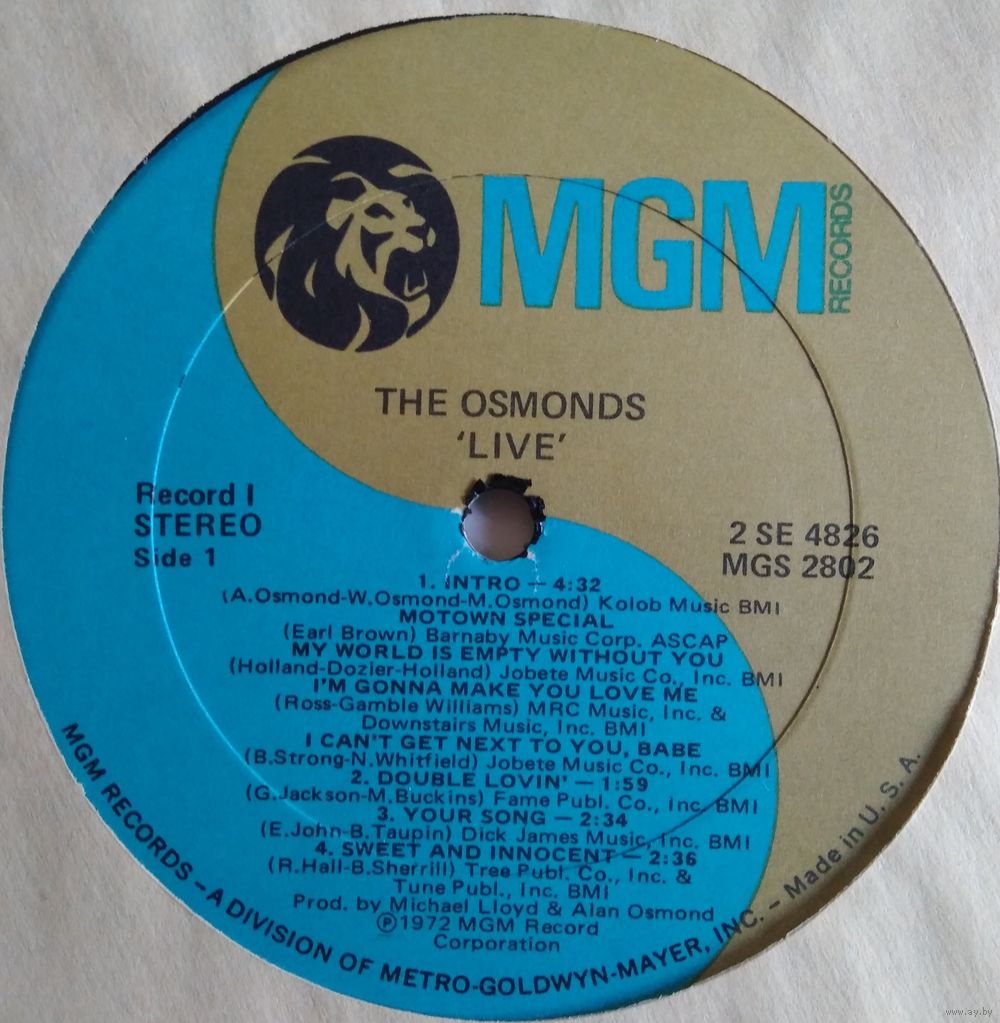 MGM
RECORDS
THE OSMONDS
'LIVE'
Record I
STEREO
Side 1
2 SE 4826
MGS 2802
1. INTRO — 4:32
(A.Osmond-W.Osmond-M.Osmond) Kolob Music BMI
MOTOWN SPECIAL
(Earl Brown) Barnaby Music Corp. ASCAP
MY WORLD IS EMPTY WITHOUT YOU
(Holland-Dozier-Holland) Jobete Music Co., Inc. BMI
I'M GONNA MAKE YOU LOVE ME
(Ross-Gamble Williams) MRC Music, Inc. &
Downstairs Music, Inc. BMI
I CAN'T GET NEXT TO YOU, BABE
(B.Strong-N.Whitfield) Jobete Music Co., Inc. BMI
2. DOUBLE LOVIN' — 1:59
(G.Jackson-M.Buckins) Fame Publ. Co., Inc. BMI
3. YOUR SONG — 2:34
(E.John-B.Taupin) Dick James Music, Inc. BMI
4. SWEET AND INNOCENT — 2:36
(R.Hall-B.Sherrill) Tree Publ. Co., Inc. &
Tune Publ., Inc. BMI
Prod. by Michael Lloyd & Alan Osmond
℗1972 MGM Record
Corporation
MGM RECORDS – A DIVISION OF METRO-GOLDWYN-MAYER, INC. – Made in U. S. A.
www.ay.by